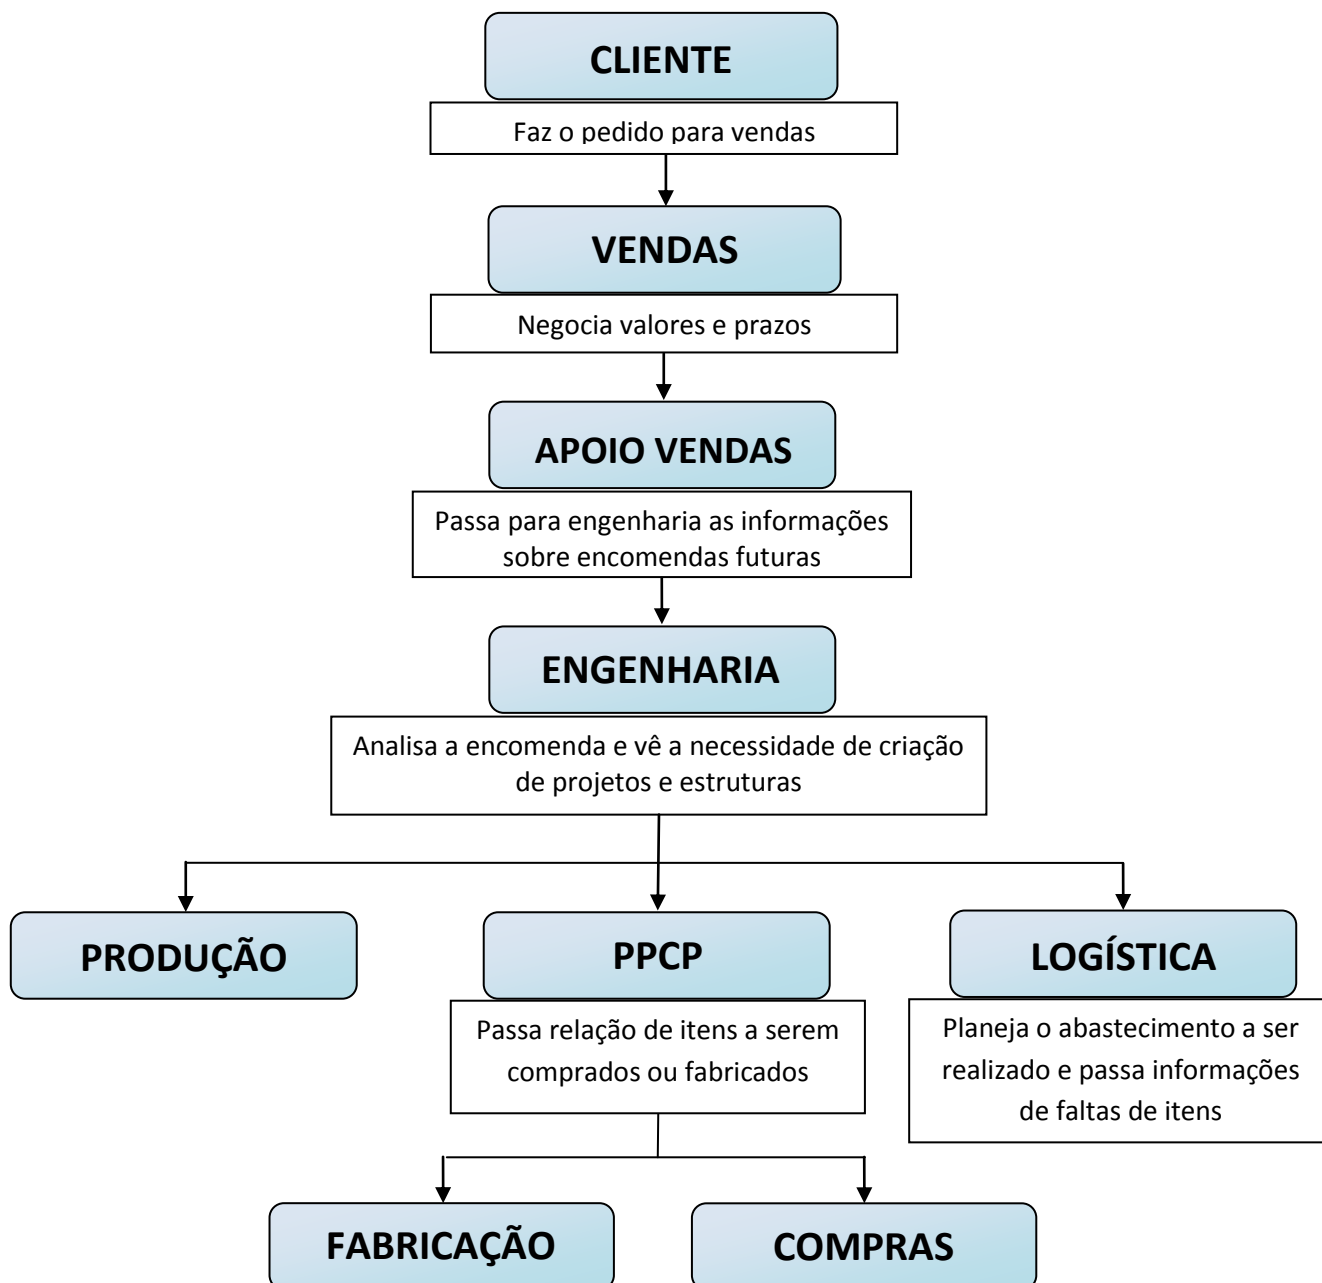 CLIENTE
Faz o pedido para vendas
VENDAS
Negocia valores e prazos
APOIO VENDAS
Passa para engenharia as informações
sobre encomendas futuras
ENGENHARIA
Analisa a encomenda e vê a necessidade de criação
de projetos e estruturas
PRODUÇÃO
PPCP
Passa relação de itens a serem
comprados ou fabricados
LOGÍSTICA
Planeja o abastecimento a ser
realizado e passa informações
de faltas de itens
FABRICAÇÃO
COMPRAS